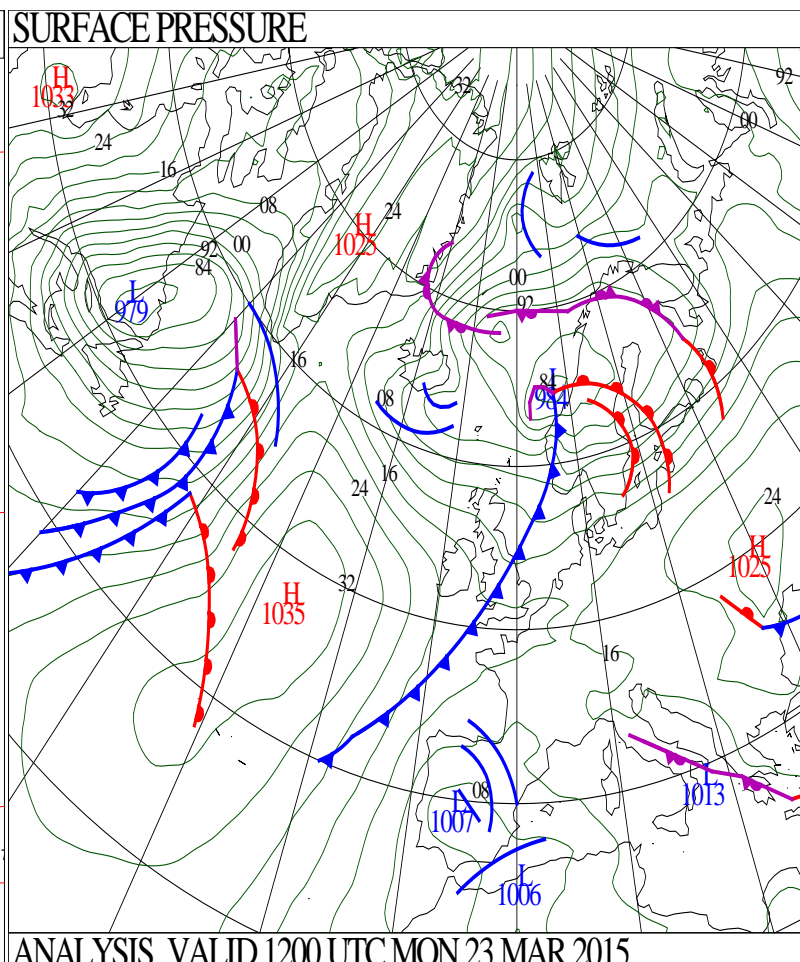 SURFACE PRESSURE
H
1033
32
24
16
08
00
92
84
L
979
32
92
00
24
H
1025
00
92
16
08
84
L
984
24
16
24
H
1025
32
H
1035
16
08
L
1007
L
1013
L
1006
ANALYSIS VALID 1200 UTC MON 23 MAR 2015